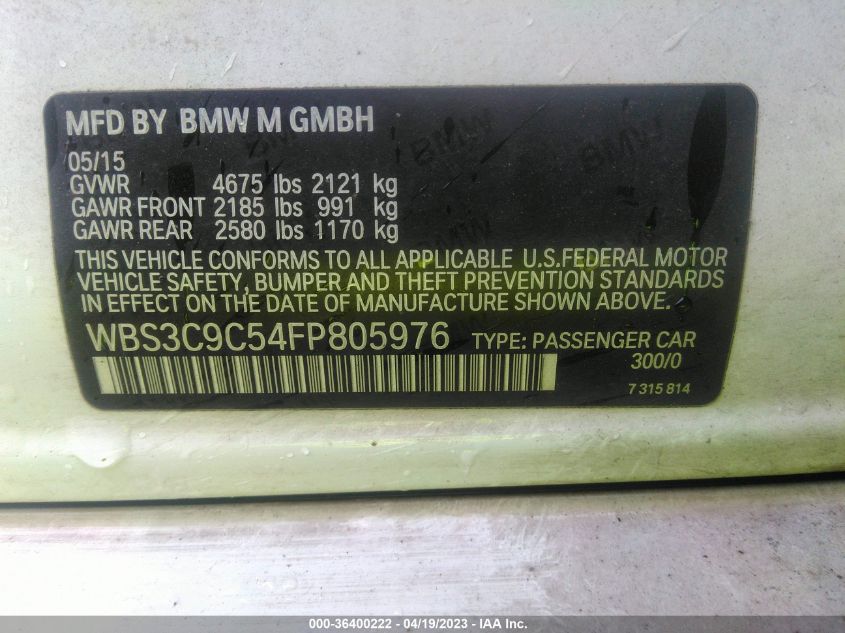 MFD BY BMW M GMBH
05/15
GVWR 4675 lbs 2121 kg
GAWR FRONT 2185 lbs 991 kg
GAWR REAR 2580 lbs 1170 kg
THIS VEHICLE CONFORMS TO ALL APPLICABLE U.S.FEDERAL MOTOR
VEHICLE SAFETY, BUMPER AND THEFT PREVENTION STANDARDS
IN EFFECT ON THE DATE OF MANUFACTURE SHOWN ABOVE.
WBS3C9C54FP805976 TYPE: PASSENGER CAR
300/0
7 315 814
000-36400222 - 04/19/2023 - IAA Inc.